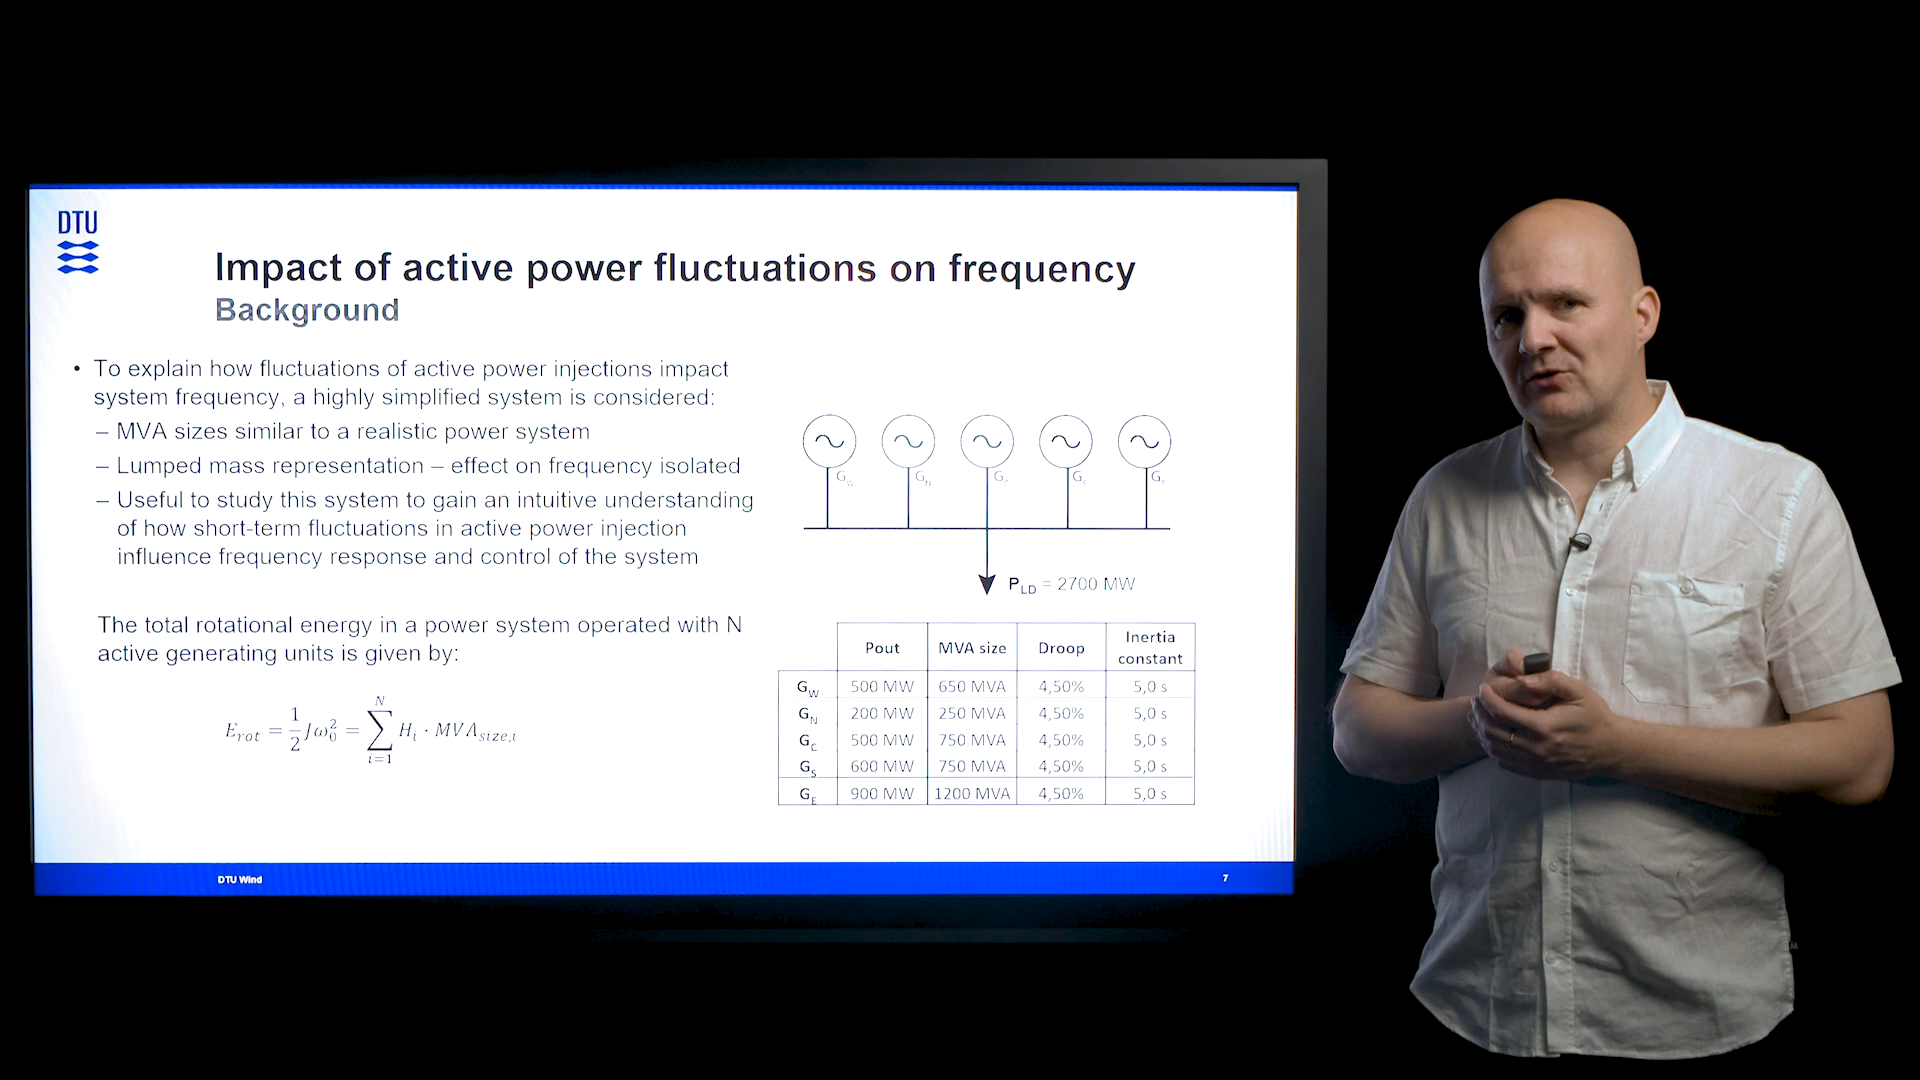 DTU
Impact of active power fluctuations on frequency
Background
• To explain how fluctuations of active power injections impact
system frequency, a highly simplified system is considered:
– MVA sizes similar to a realistic power system
– Lumped mass representation – effect on frequency isolated
– Useful to study this system to gain an intuitive understanding
of how short-term fluctuations in active power injection
influence frequency response and control of the system
The total rotational energy in a power system operated with N
active generating units is given by:
E_rot = 1/2 Jω_0^2 = ∑_{i=1}^{N} H_i · MVA_size,i
P_LD = 2700 MW
Pout MVA size Droop Inertia constant
G_W 500 MW 650 MVA 4,50% 5,0 s
G_N 200 MW 250 MVA 4,50% 5,0 s
G_C 500 MW 750 MVA 4,50% 5,0 s
G_S 600 MW 750 MVA 4,50% 5,0 s
G_E 900 MW 1200 MVA 4,50% 5,0 s
DTU Wind
7